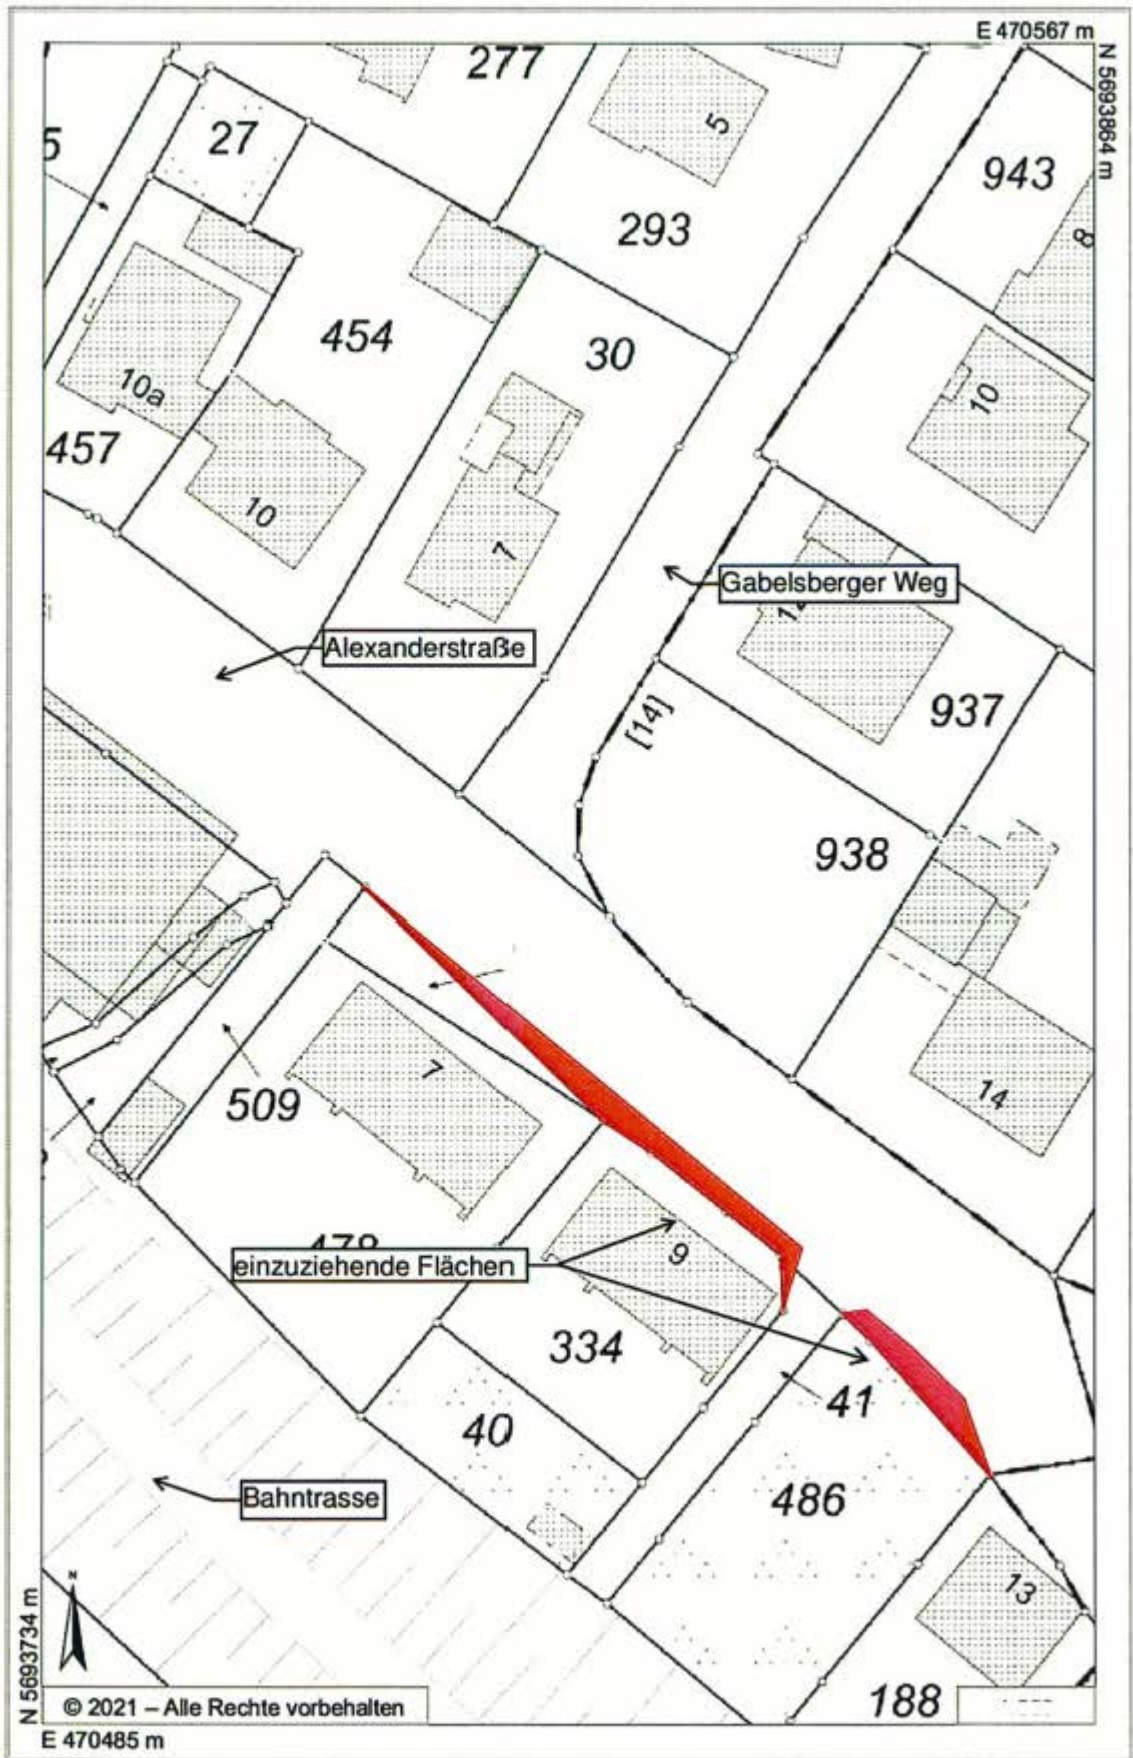 E 470567 m
N 5693864 m
277
5
27
5
943
293
8
454
30
10a
10
457
10
7
Gabelsberger Weg
Alexanderstraße
937
[14]
938
7
509
14
einzuziehende Flächen
9
334
41
40
486
Bahntrasse
13
188
N
N 5693734 m
© 2021 – Alle Rechte vorbehalten
E 470485 m